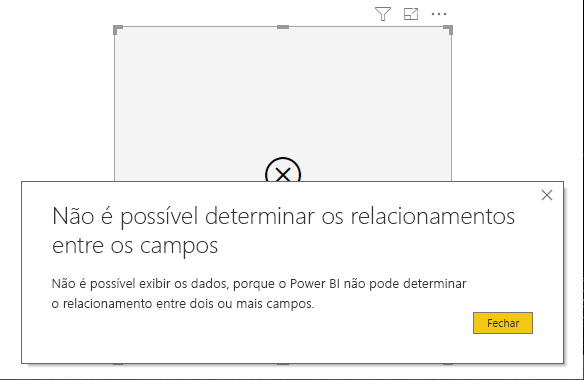 Não é possível determinar os relacionamentos
entre os campos
Não é possível exibir os dados, porque o Power BI não pode determinar
o relacionamento entre dois ou mais campos.
Fechar